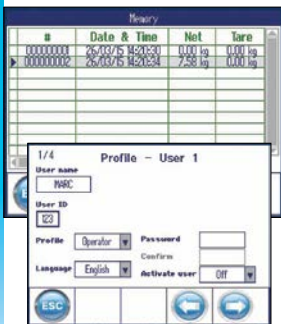 Memory
# Date & Time Net Tare
00000001 26/03/15 14:20:30 0.00 kg 0.00 kg
00000002 26/03/15 14:20:34 7.58 kg 0.00 kg
1/4 Profile - User 1
User name
MARC
User ID
123
Profile Operator Password
Confirm
Language English Activate user Off
ESC